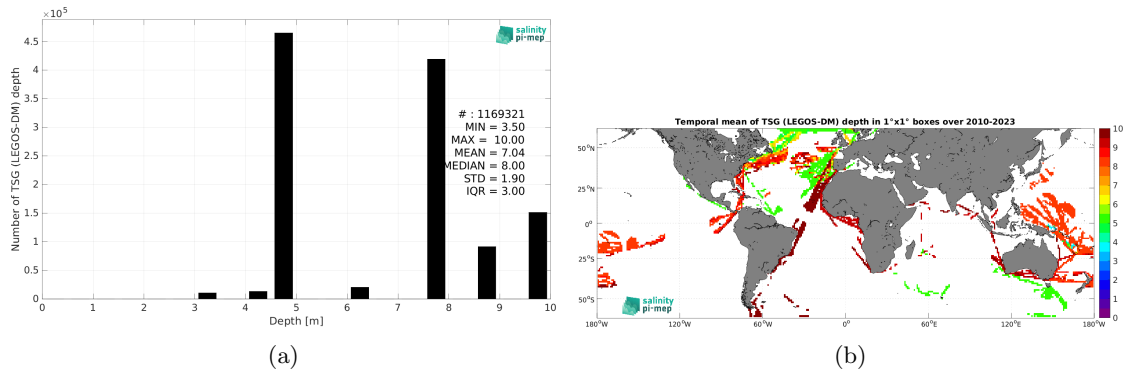 ×10⁵
salinity
pi-mep
Number of TSG (LEGOS-DM) depth
4.5
4
3.5
3
2.5
2
1.5
1
0.5
0
# : 1169321
MIN = 3.50
MAX = 10.00
MEAN = 7.04
MEDIAN = 8.00
STD = 1.90
IQR = 3.00
0 1 2 3 4 5 6 7 8 9 10
Depth [m]
(a)
Temporal mean of TSG (LEGOS-DM) depth in 1°x1° boxes over 2010-2023
50°N
25°N
0°
25°S
50°S
180°W 120°W 60°W 0° 60°E 120°E 180°W
salinity
pi-mep
10
9
8
7
6
5
4
3
2
1
0
(b)